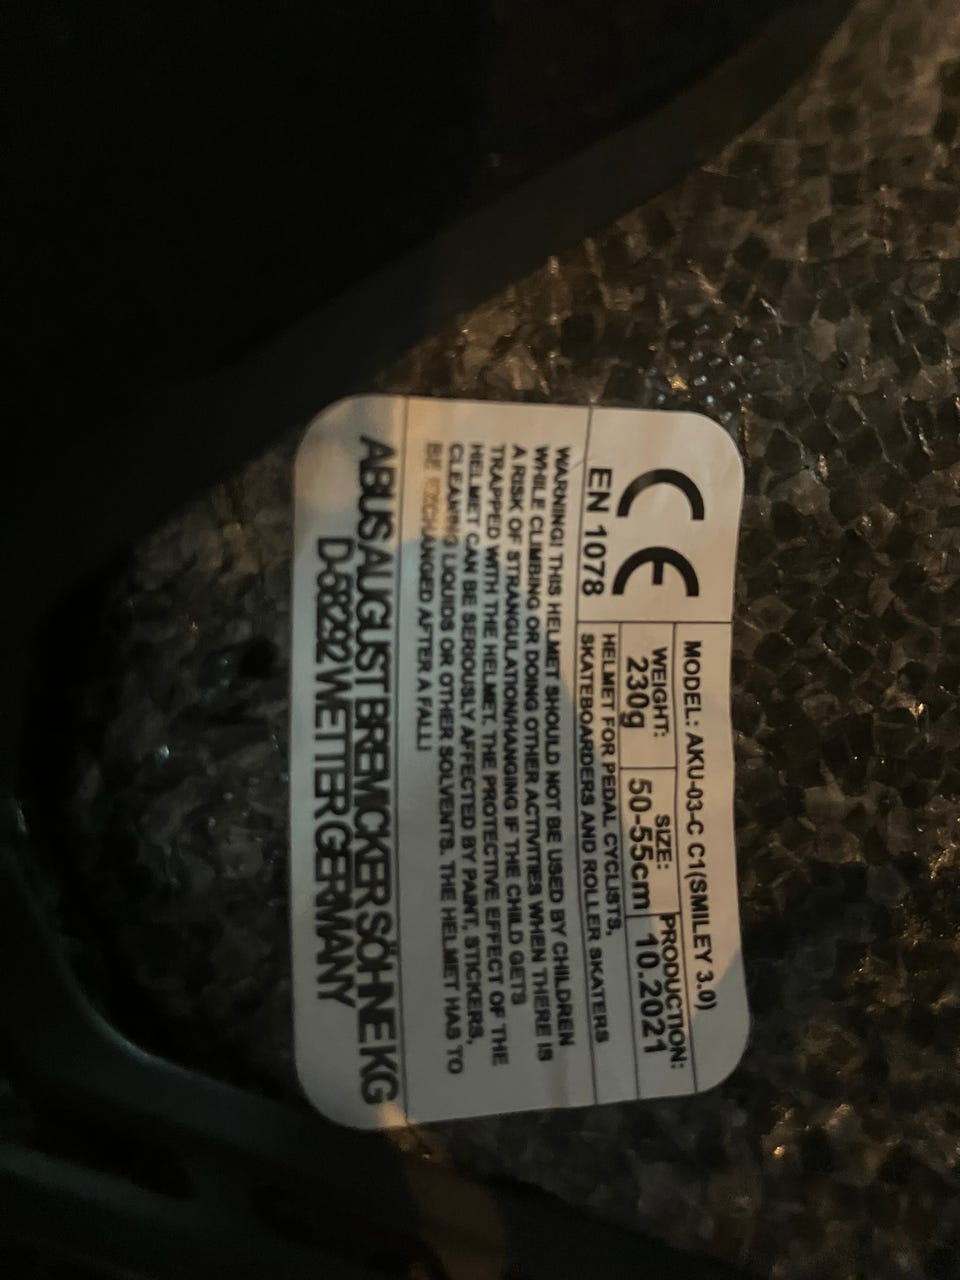 CE
EN 1078
MODEL: AKU-03-C C1(SMILEY 3.0)
WEIGHT:
230g
SIZE:
50-55cm
PRODUCTION:
10.2021
HELMET FOR PEDAL CYCLISTS,
SKATEBOARDERS AND ROLLER SKATERS
WARNING! THIS HELMET SHOULD NOT BE USED BY CHILDREN
WHILE CLIMBING OR DOING OTHER ACTIVITIES WHEN THERE IS
A RISK OF STRANGULATION/HANGING IF THE CHILD GETS
TRAPPED WITH THE HELMET. THE PROTECTIVE EFFECT OF THE
HELMET CAN BE SERIOUSLY AFFECTED BY PAINT, STICKERS,
CLEANING LIQUIDS OR OTHER SOLVENTS. THE HELMET HAS TO
BE EXCHANGED AFTER A FALL!
ABUS AUGUST BREMICKER SÖHNE KG
D-58292 WETTER GERMANY